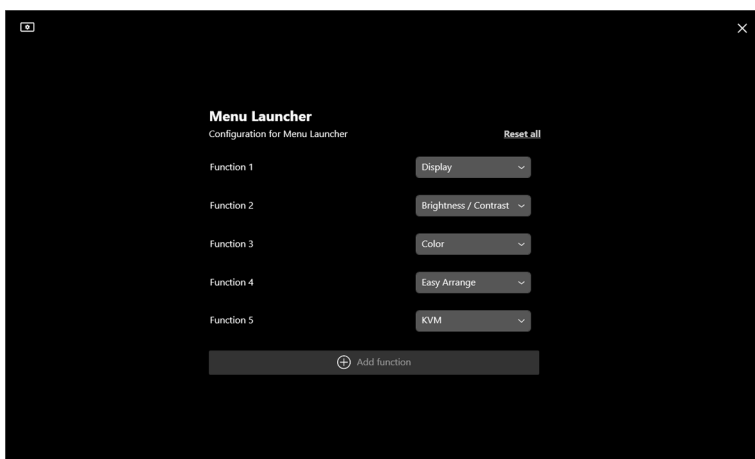 Menu Launcher
Configuration for Menu Launcher Reset all
Function 1 Display
Function 2 Brightness / Contrast
Function 3 Color
Function 4 Easy Arrange
Function 5 KVM
Add function